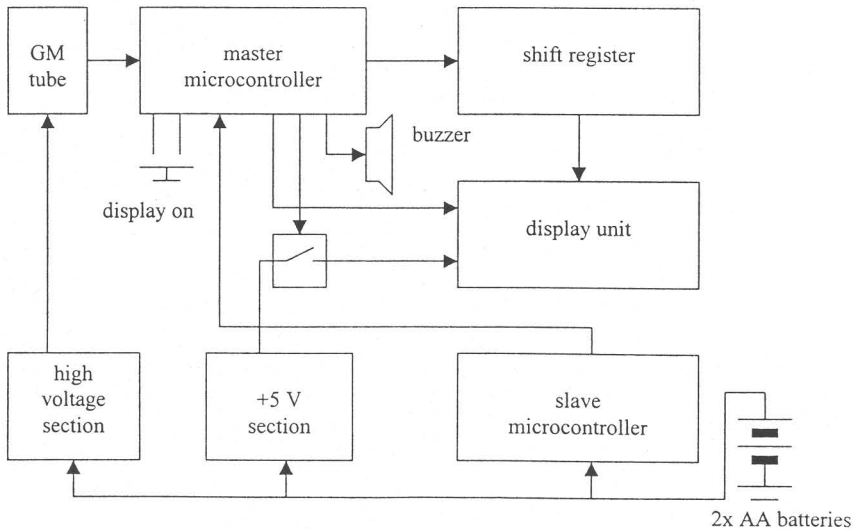 GM
tube
master
microcontroller
shift register
buzzer
display on
display unit
high
voltage
section
+5 V
section
slave
microcontroller
2x AA batteries